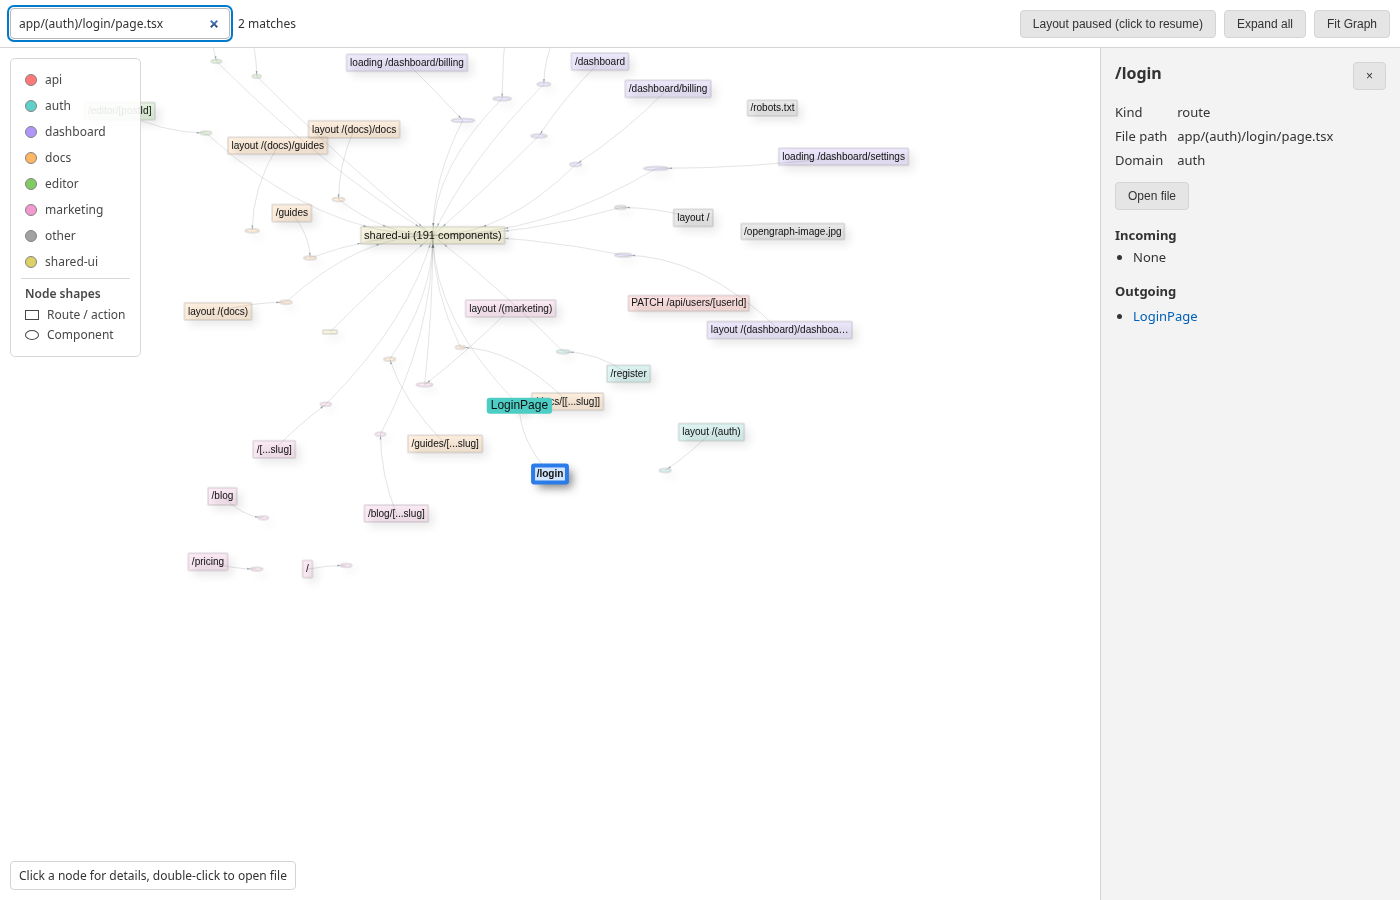 app/(auth)/login/page.tsx
×
2 matches
Layout paused (click to resume)
Expand all
Fit Graph
api
auth
dashboard
docs
editor
marketing
other
shared-ui
Node shapes
Route / action
Component
/editor/[postId]
loading /dashboard/billing
/dashboard
/dashboard/billing
/robots.txt
layout /(docs)/docs
layout /(docs)/guides
loading /dashboard/settings
/guides
layout /
shared-ui (191 components)
/opengraph-image.jpg
layout /(docs)
layout /(marketing)
PATCH /api/users/[userId]
layout /(dashboard)/dashboa…
/register
LoginPage
cs/[[...slug]]
layout /(auth)
/[...slug]
/guides/[...slug]
/login
/blog
/blog/[...slug]
/pricing
/
Click a node for details, double-click to open file
/login
×
Kind route
File path app/(auth)/login/page.tsx
Domain auth
Open file
Incoming
None
Outgoing
LoginPage